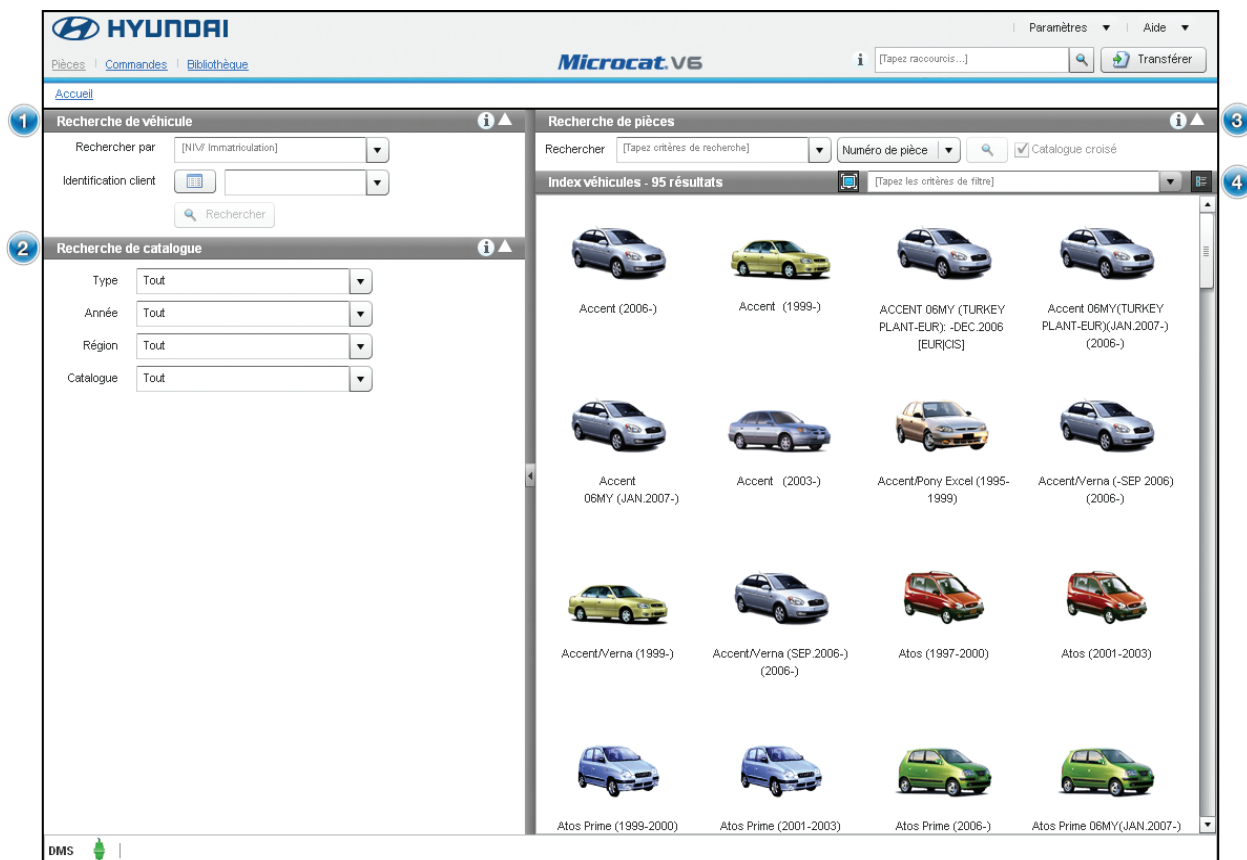 HYUNDAI
Paramètres
Aide
Pièces
Commandes
Bibliothèque
Microcat V6
i
[Tapez raccourcis...]
Transférer
Accueil
1
Recherche de véhicule
i
Rechercher par
[NIV// Immatriculation]
Identification client
Rechercher
2
Recherche de catalogue
i
Type
Tout
Année
Tout
Région
Tout
Catalogue
Tout
Recherche de pièces
i
3
Rechercher
[Tapez critères de recherche]
Numéro de pièce
Catalogue croisé
Index véhicules - 95 résultats
[Tapez les critères de filtre]
4
Accent (2006-)
Accent (1999-)
ACCENT 06MY (TURKEY
PLANT-EUR): -DEC.2006
[EUR|CIS]
Accent 06MY(TURKEY
PLANT-EUR)(JAN.2007-)
(2006-)
Accent
06MY (JAN.2007-)
Accent (2003-)
Accent/Pony Excel (1995-
1999)
Accent/Verna (-SEP 2006)
(2006-)
Accent/Verna (1999-)
Accent/Verna (SEP.2006-)
(2006-)
Atos (1997-2000)
Atos (2001-2003)
Atos Prime (1999-2000)
Atos Prime (2001-2003)
Atos Prime (2006-)
Atos Prime 06MY(JAN.2007-)
DMS